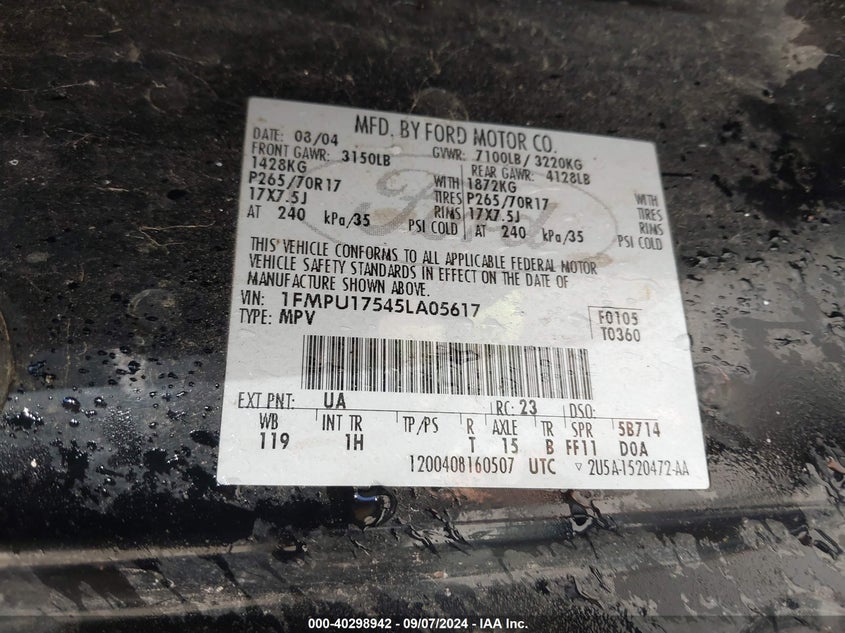 MFD. BY FORD MOTOR CO.
DATE: 08/04 GVWR: 7100LB/ 3220KG
FRONT GAWR: 3150LB REAR GAWR: 4128LB
1428KG WITH 1872KG WITH
P265/70R17 TIRES P265/70R17 TIRES
17X7.5J RIMS 17X7.5J RIMS
AT 240 kPa/35 PSI COLD AT 240 kPa/35 PSI COLD
Ford
THIS VEHICLE CONFORMS TO ALL APPLICABLE FEDERAL MOTOR
VEHICLE SAFETY STANDARDS IN EFFECT ON THE DATE OF
MANUFACTURE SHOWN ABOVE.
VIN: 1FMPU17545LA05617
TYPE: MPV
F0105
T0360
EXT PNT: UA RC: 23 DSO:
WB INT TR TP/PS R AXLE TR SPR 5B714
119 1H T 15 B FF11 D0A
1200408160507 UTC ▽ 2U5A-1520472-AA
000-40298942 - 09/07/2024 - IAA Inc.